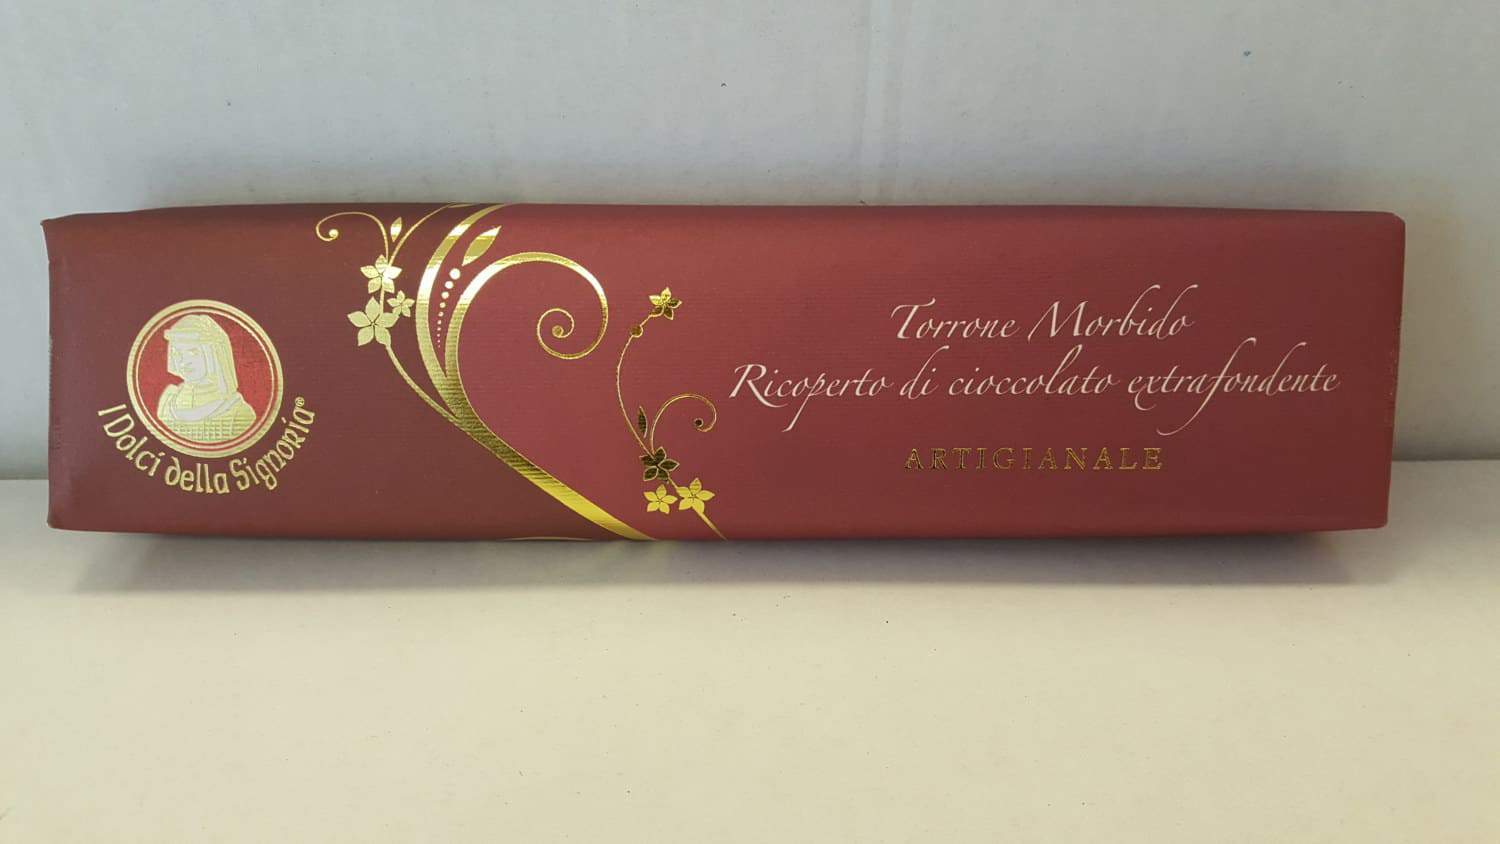 I Dolci della Signoria®
Torrone Morbido
Ricoperto di cioccolato extrafondente
ARTIGIANALE